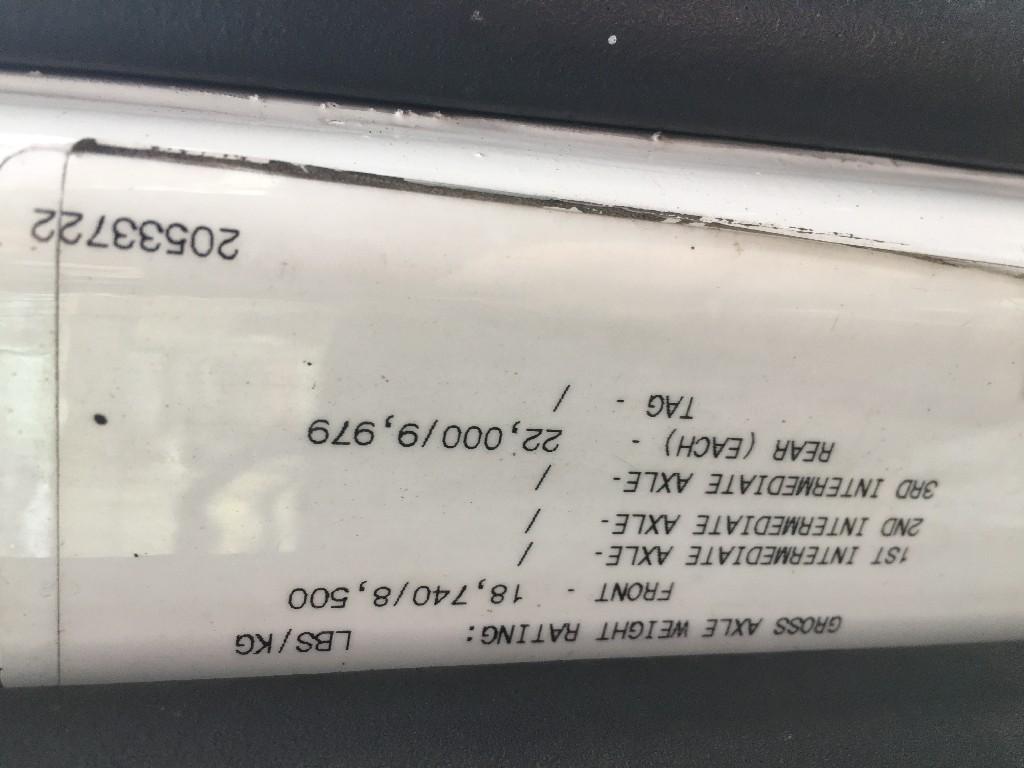 GROSS AXLE WEIGHT RATING: LBS/KG
FRONT - 18,740/8,500
1ST INTERMEDIATE AXLE- /
2ND INTERMEDIATE AXLE- /
3RD INTERMEDIATE AXLE- /
REAR (EACH) - 22,000/9,979
TAG - /
20533722